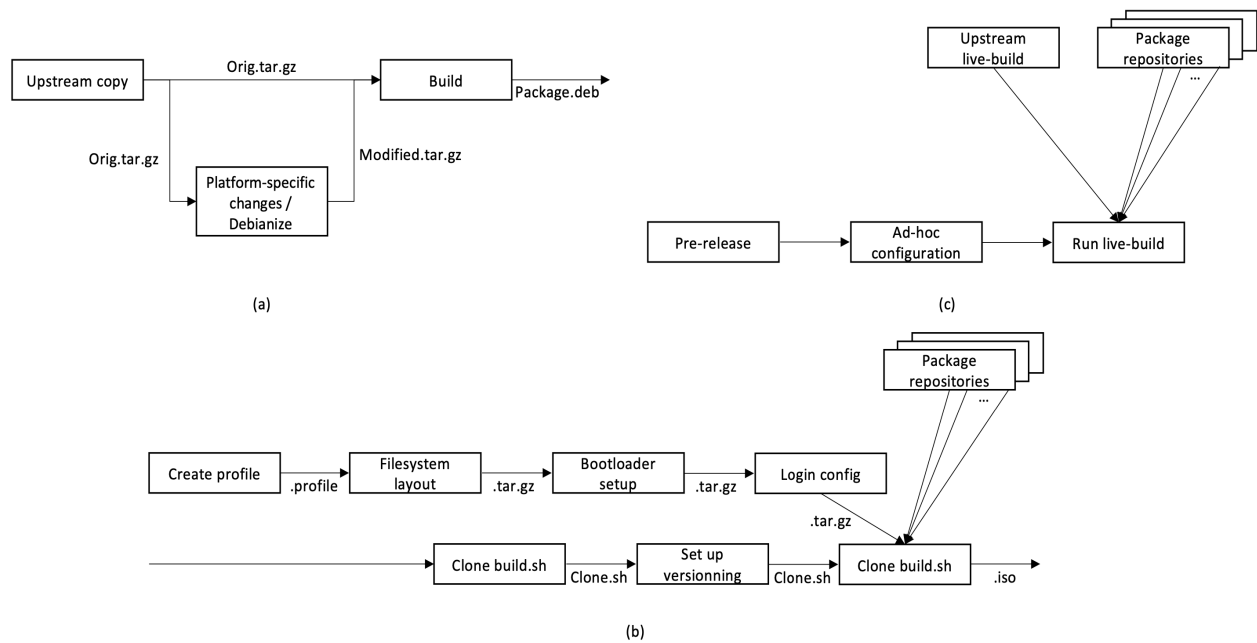 Upstream copy
Orig.tar.gz
Build
Package.deb
Orig.tar.gz
Modified.tar.gz
Platform-specific
changes /
Debianize
(a)
Upstream
live-build
Package
repositories
...
Pre-release
Ad-hoc
configuration
Run live-build
(c)
Package
repositories
...
Create profile
.profile
Filesystem
layout
.tar.gz
Bootloader
setup
.tar.gz
Login config
.tar.gz
Clone build.sh
Clone.sh
Set up
versionning
Clone.sh
Clone build.sh
.iso
(b)